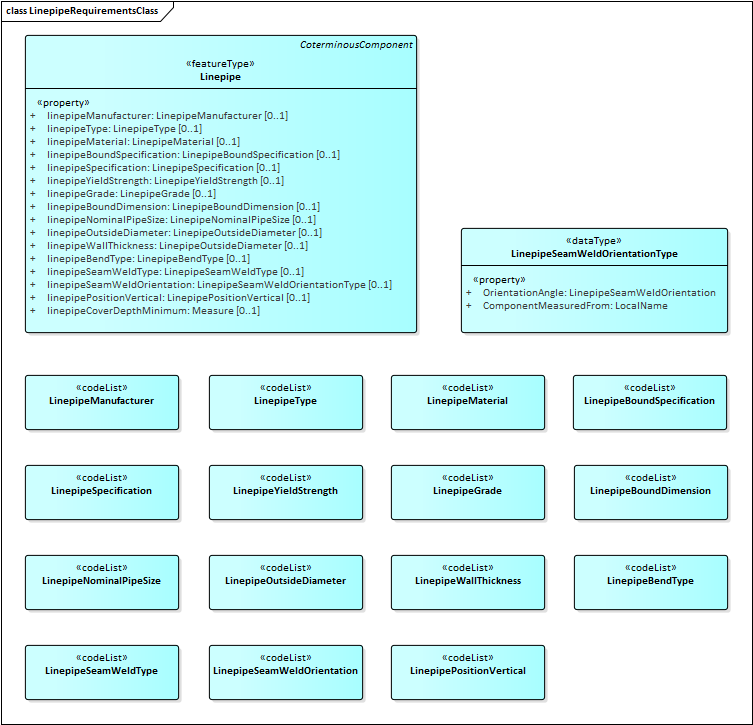 class LinepipeRequirementsClass
CoterminousComponent
«featureType»
Linepipe
«property»
+ linepipeManufacturer: LinepipeManufacturer [0..1]
+ linepipeType: LinepipeType [0..1]
+ linepipeMaterial: LinepipeMaterial [0..1]
+ linepipeBoundSpecification: LinepipeBoundSpecification [0..1]
+ linepipeSpecification: LinepipeSpecification [0..1]
+ linepipeYieldStrength: LinepipeYieldStrength [0..1]
+ linepipeGrade: LinepipeGrade [0..1]
+ linepipeBoundDimension: LinepipeBoundDimension [0..1]
+ linepipeNominalPipeSize: LinepipeNominalPipeSize [0..1]
+ linepipeOutsideDiameter: LinepipeOutsideDiameter [0..1]
+ linepipeWallThickness: LinepipeOutsideDiameter [0..1]
+ linepipeBendType: LinepipeBendType [0..1]
+ linepipeSeamWeldType: LinepipeSeamWeldType [0..1]
+ linepipeSeamWeldOrientation: LinepipeSeamWeldOrientationType [0..1]
+ linepipePositionVertical: LinepipePositionVertical [0..1]
+ linepipeCoverDepthMinimum: Measure [0..1]
«dataType»
LinepipeSeamWeldOrientationType
«property»
+ OrientationAngle: LinepipeSeamWeldOrientation
+ ComponentMeasuredFrom: LocalName
«codeList»
LinepipeManufacturer
«codeList»
LinepipeType
«codeList»
LinepipeMaterial
«codeList»
LinepipeBoundSpecification
«codeList»
LinepipeSpecification
«codeList»
LinepipeYieldStrength
«codeList»
LinepipeGrade
«codeList»
LinepipeBoundDimension
«codeList»
LinepipeNominalPipeSize
«codeList»
LinepipeOutsideDiameter
«codeList»
LinepipeWallThickness
«codeList»
LinepipeBendType
«codeList»
LinepipeSeamWeldType
«codeList»
LinepipeSeamWeldOrientation
«codeList»
LinepipePositionVertical